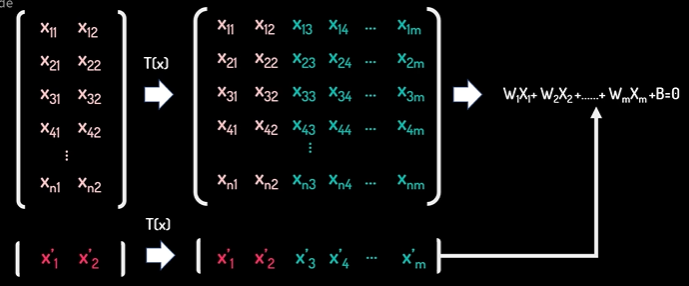 de
x11 x12 T(x) x11 x12 x13 x14 ... x1m
x21 x22 x21 x22 x23 x24 ... x2m
x31 x32 x31 x32 x33 x34 ... x3m W1X1+ W2X2 +......+ WmXm +B=0
x41 x42 x41 x42 x43 x44 ... x4m
⋮ ⋮
xn1 xn2 xn1 xn2 xn3 xn4 ... xnm
T(x)
x'1 x'2 x'1 x'2 x'3 x'4 ... x'm